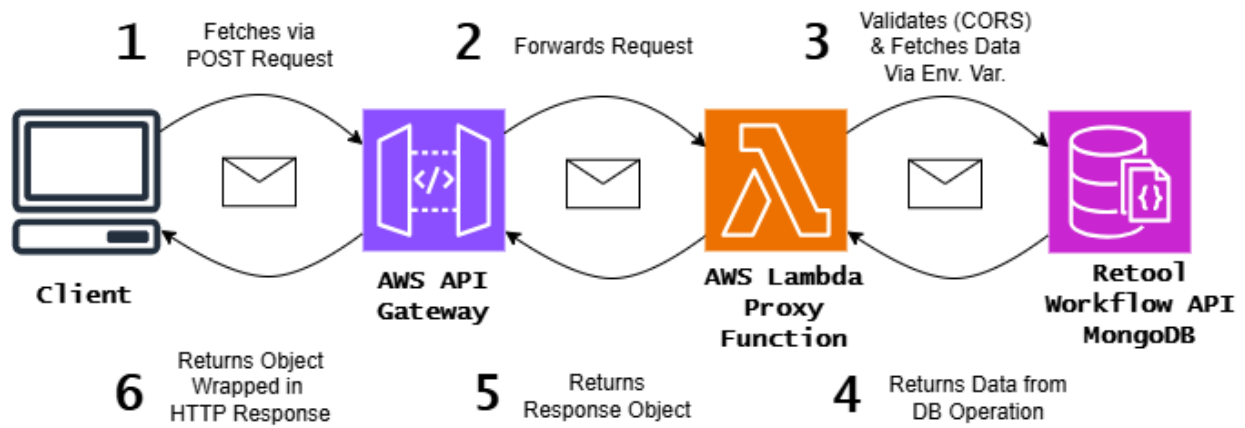 1
Fetches via
POST Request
2
Forwards Request
3
Validates (CORS)
& Fetches Data
Via Env. Var.
</>
{}
Client
AWS API
Gateway
AWS Lambda
Proxy
Function
Retool
Workflow API
MongoDB
6
Returns Object
Wrapped in
HTTP Response
5
Returns
Response Object
4
Returns Data from
DB Operation